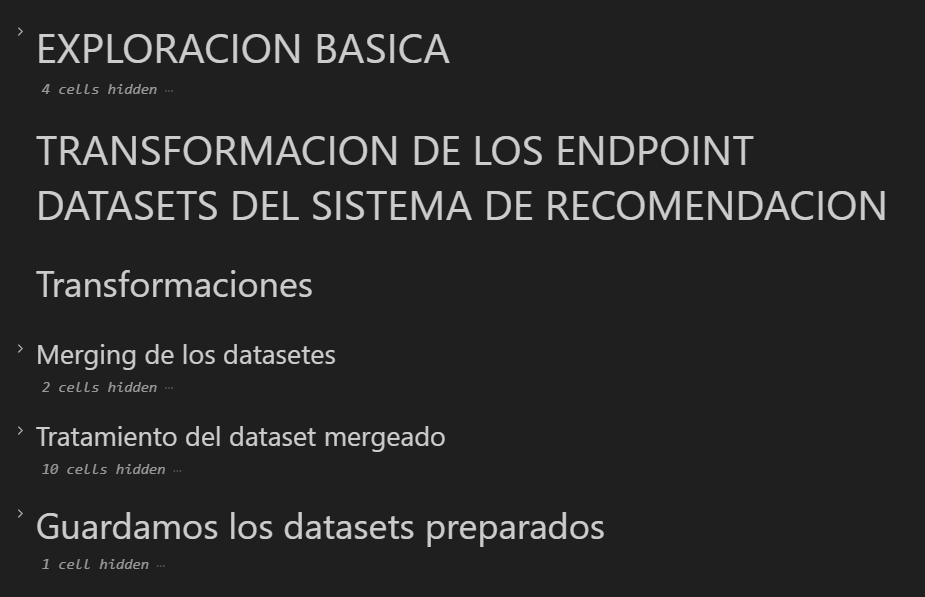 EXPLORACION BASICA
4 cells hidden ...
TRANSFORMACION DE LOS ENDPOINT
DATASETS DEL SISTEMA DE RECOMENDACION
Transformaciones
Merging de los datasetes
2 cells hidden ...
Tratamiento del dataset mergeado
10 cells hidden ...
Guardamos los datasets preparados
1 cell hidden ...